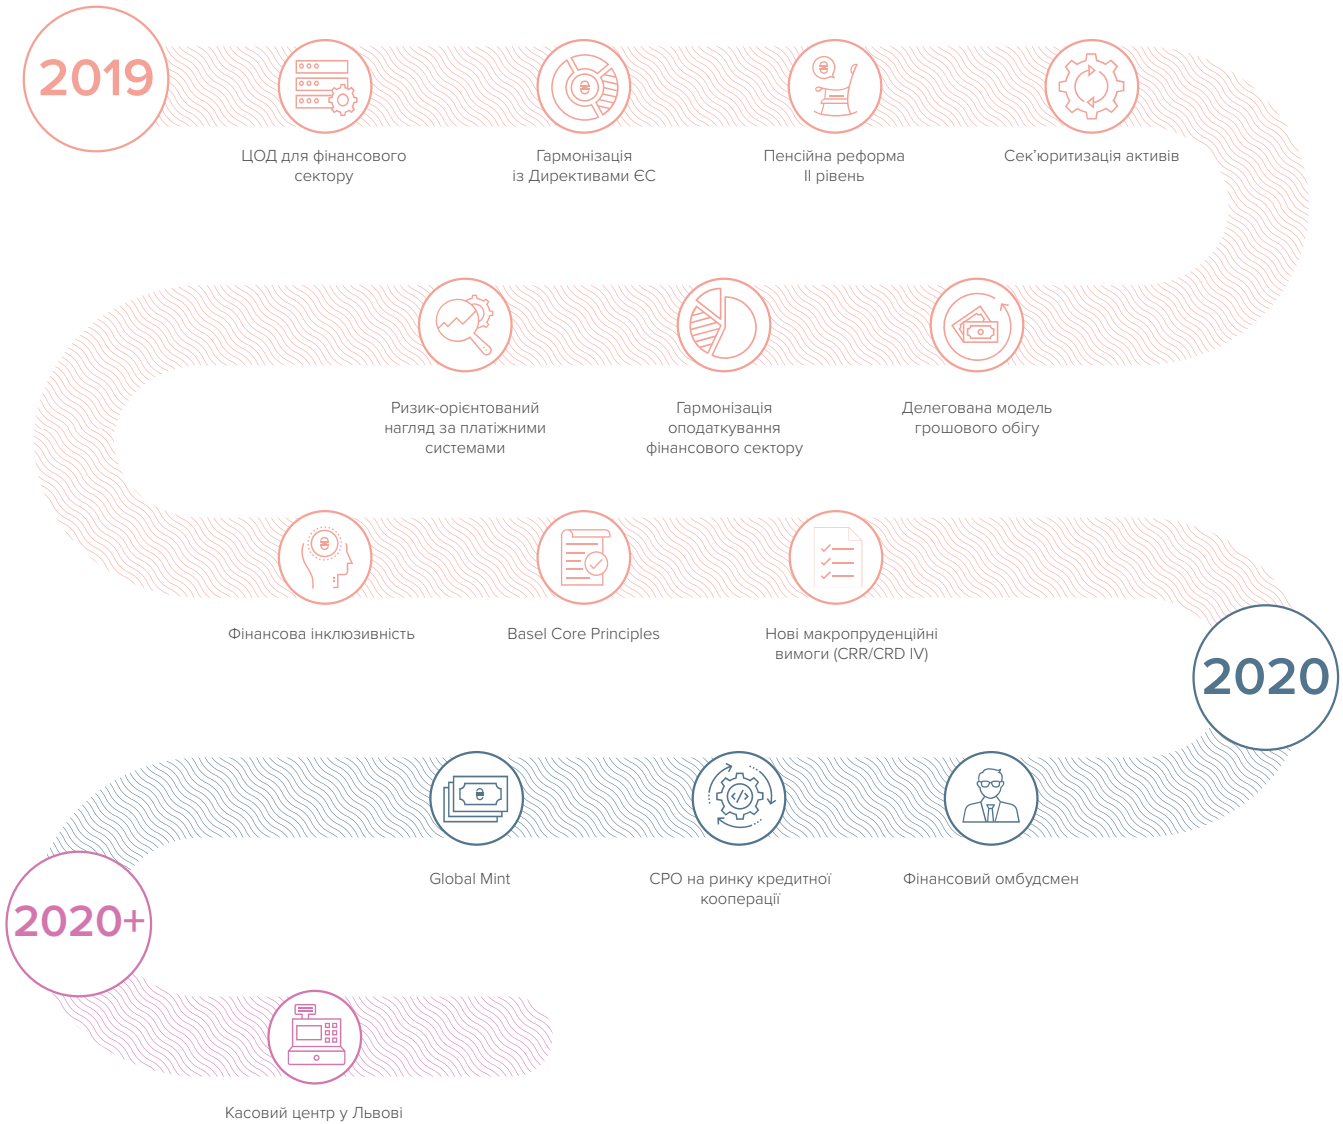 2019
ЦОД для фінансового
сектору
Гармонізація
із Директивами ЄС
Пенсійна реформа
II рівень
Сек’юритизація активів
Ризик-орієнтований
нагляд за платіжними
системами
Гармонізація
оподаткування
фінансового сектору
Делегована модель
грошового обігу
Фінансова інклюзивність
Basel Core Principles
Нові макропруденційні
вимоги (CRR/CRD IV)
2020
Global Mint
СРО на ринку кредитної
кооперації
Фінансовий омбудсмен
2020+
Касовий центр у Львові